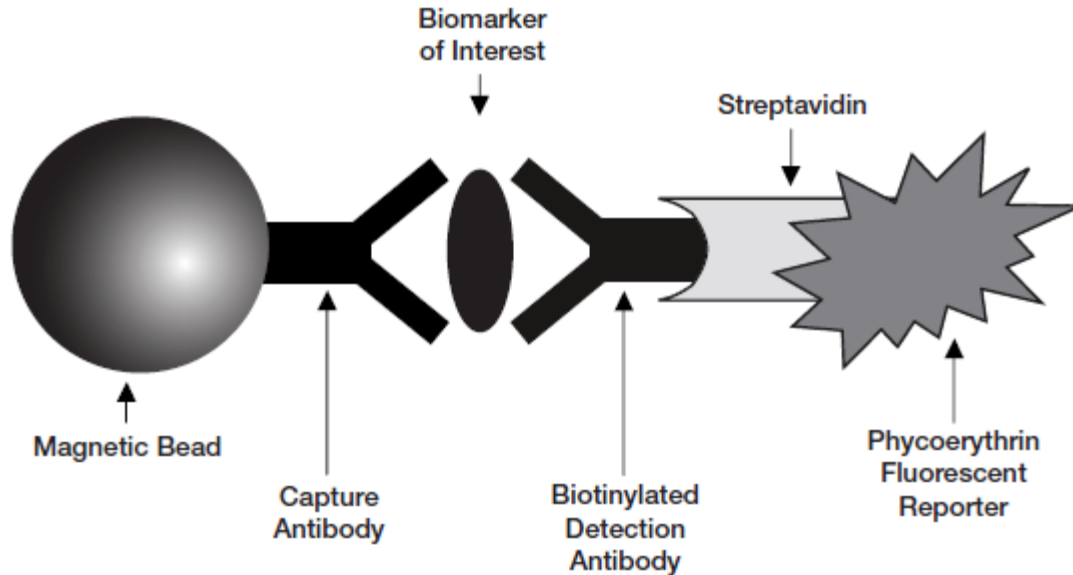 Biomarker
of Interest
Streptavidin
Magnetic Bead
Capture
Antibody
Biotinylated
Detection
Antibody
Phycoerythrin
Fluorescent
Reporter